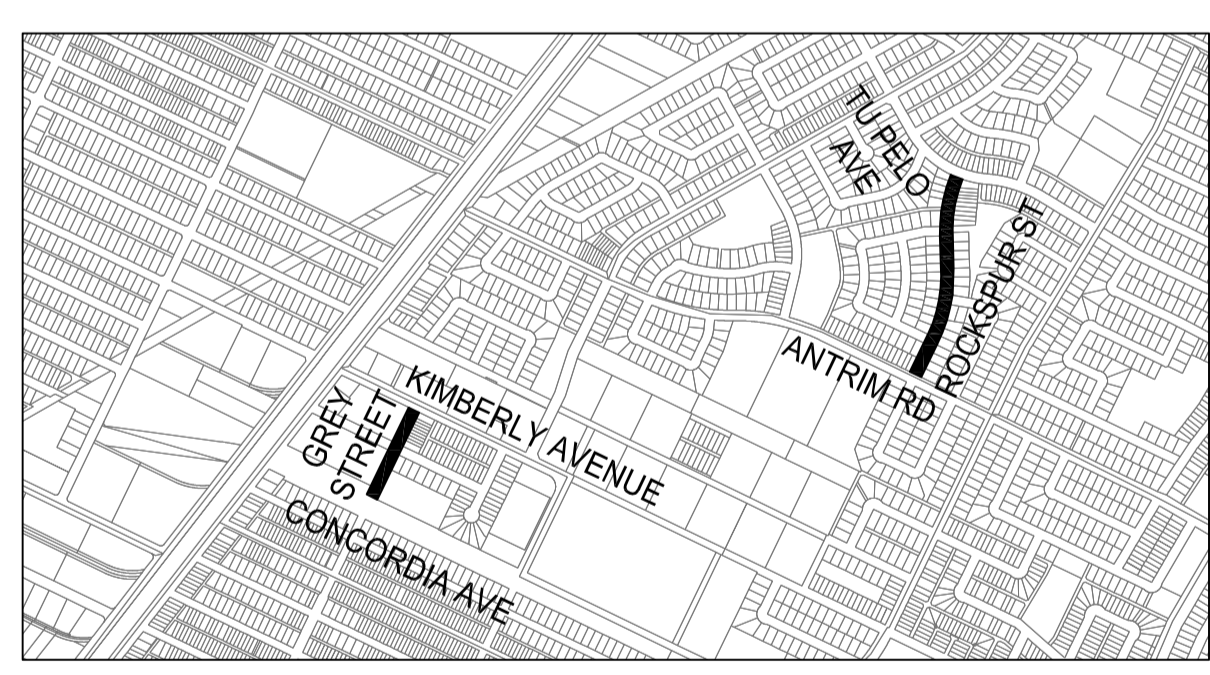 TU PELO
AVE
ROCKSPUR ST
ANTRIM RD
KIMBERLY AVENUE
GREY
STREET
CONCORDIA AVE